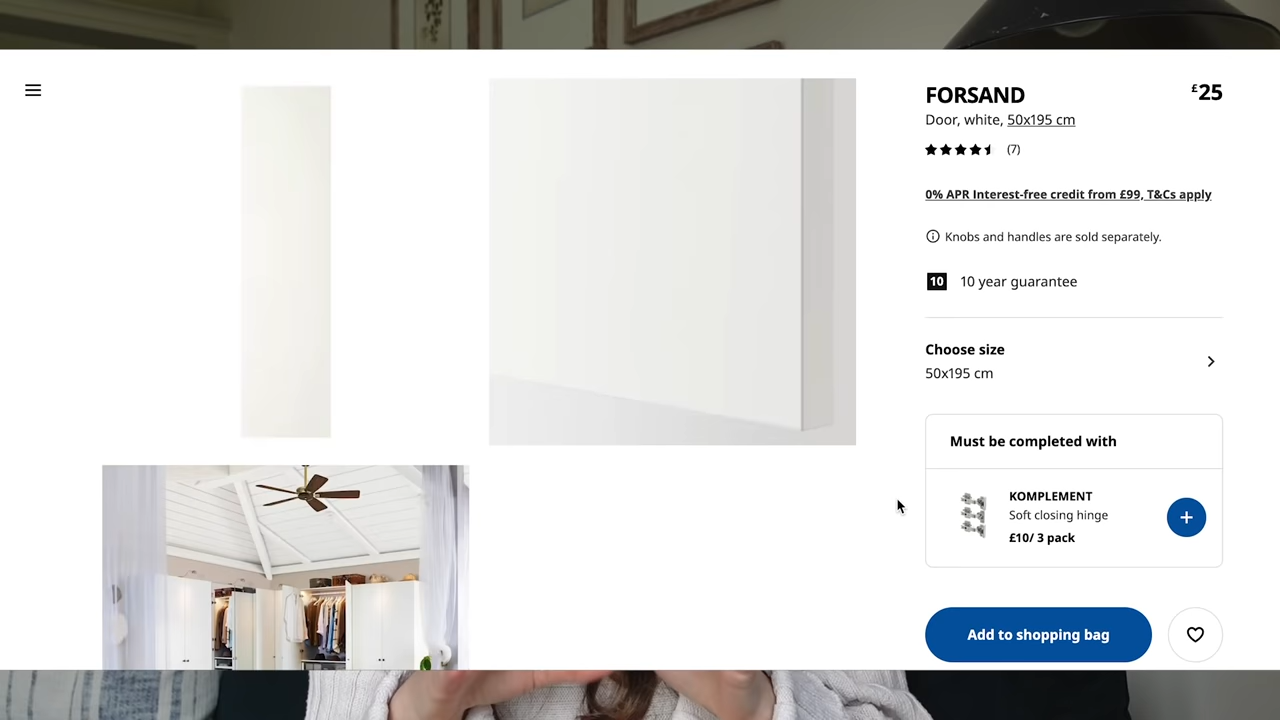 FORSAND
£25
Door, white, 50x195 cm
(7)
0% APR Interest-free credit from £99, T&Cs apply
Knobs and handles are sold separately.
10 10 year guarantee
Choose size
50x195 cm
Must be completed with
KOMPLEMENT
Soft closing hinge
£10/ 3 pack
Add to shopping bag